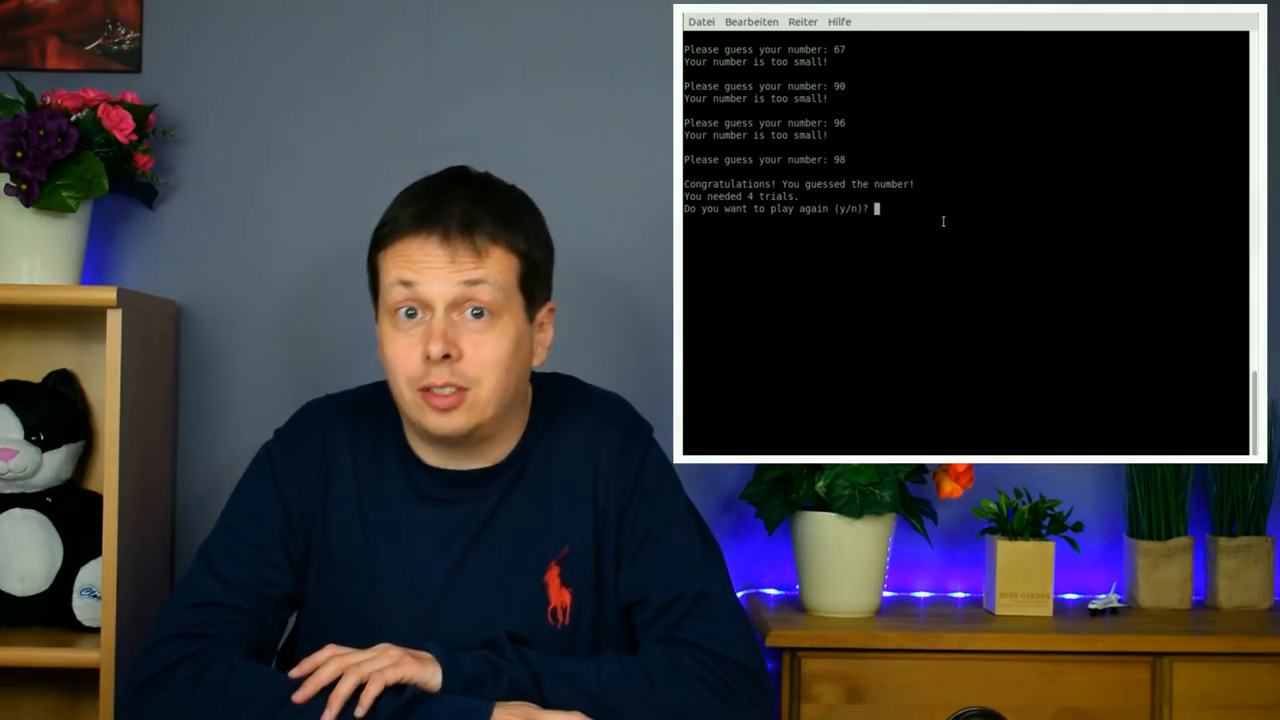 Datei Bearbeiten Reiter Hilfe
Please guess your number: 67
Your number is too small!
Please guess your number: 90
Your number is too small!
Please guess your number: 96
Your number is too small!
Please guess your number: 98
Congratulations! You guessed the number!
You needed 4 trials.
Do you want to play again (y/n)?
HERB GARDEN